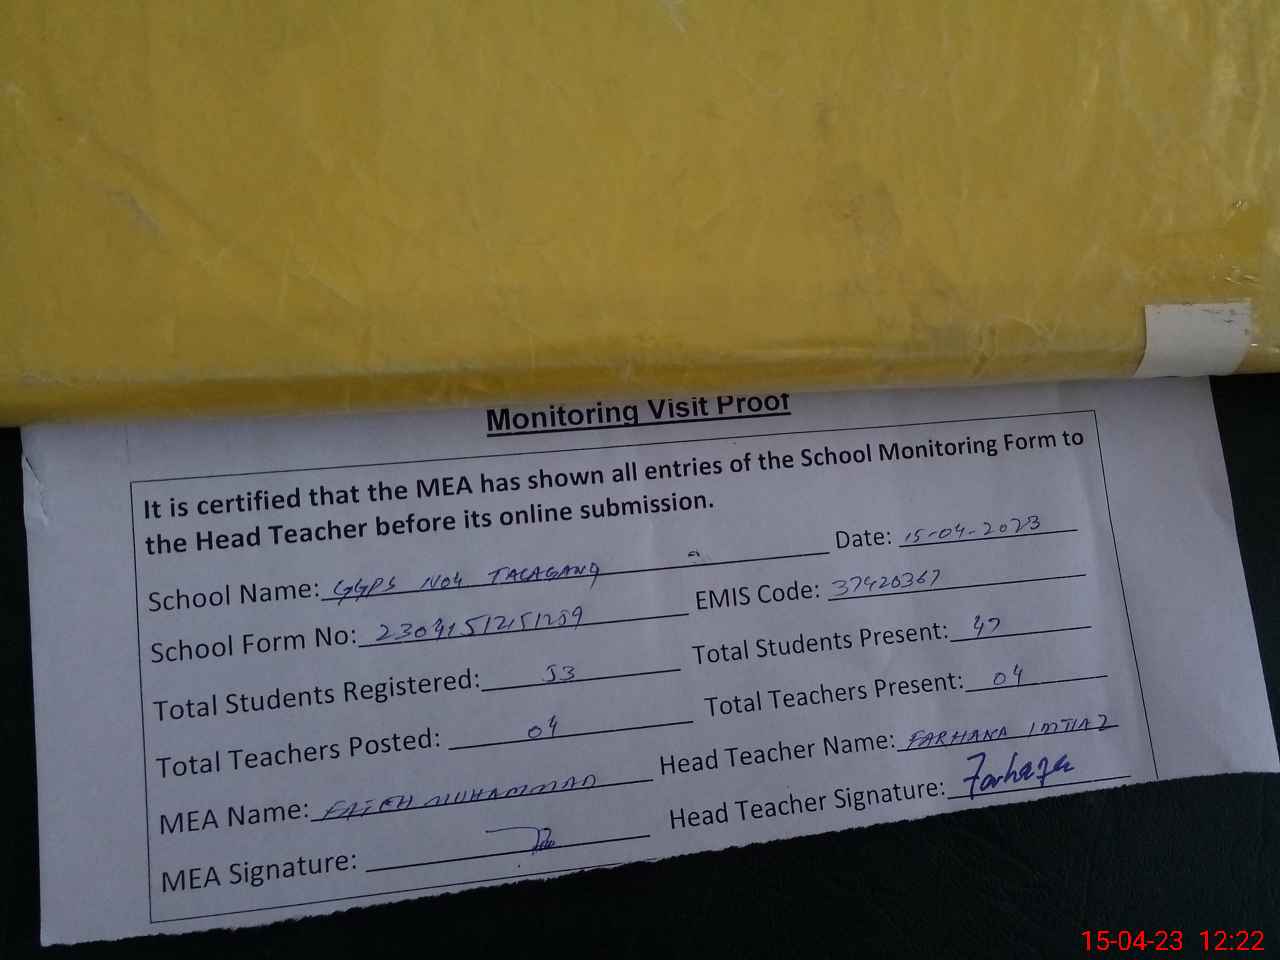 Monitoring Visit Proof
It is certified that the MEA has shown all entries of the School Monitoring Form to
the Head Teacher before its online submission.
School Name: GGPS NO4 TALAGANG Date: 15-04-2023
School Form No: 23041512151289 EMIS Code: 37420367
Total Students Registered: 53 Total Students Present: 47
Total Teachers Posted: 04 Total Teachers Present: 04
MEA Name: FATEH MUHAMMAD Head Teacher Name: FARHANA IMTIAZ
MEA Signature: Head Teacher Signature: Farhana
15-04-23 12:22